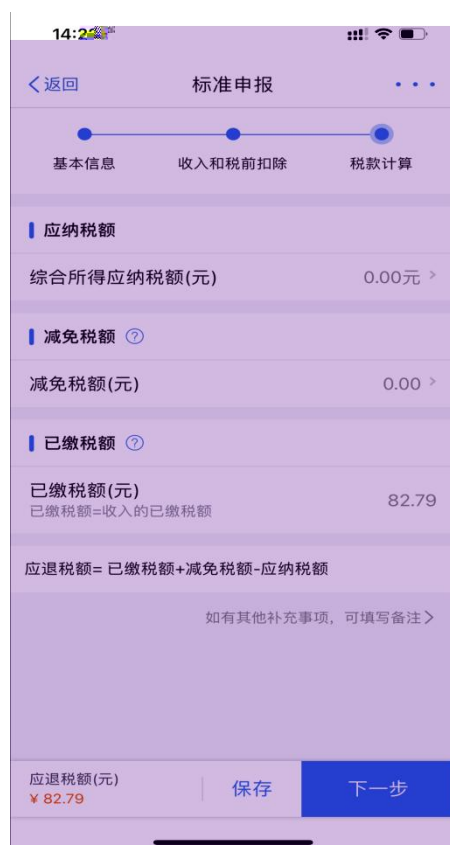 返回 标准申报
基本信息 收入和税前扣除 税款计算
应纳税额
综合所得应纳税额(元) 0.00元
减免税额
减免税额(元) 0.00
已缴税额
已缴税额(元) 82.79
已缴税额=收入的已缴税额
应退税额= 已缴税额+减免税额-应纳税额
如有其他补充事项，可填写备注
应退税额(元) 保存 下一步
¥ 82.79